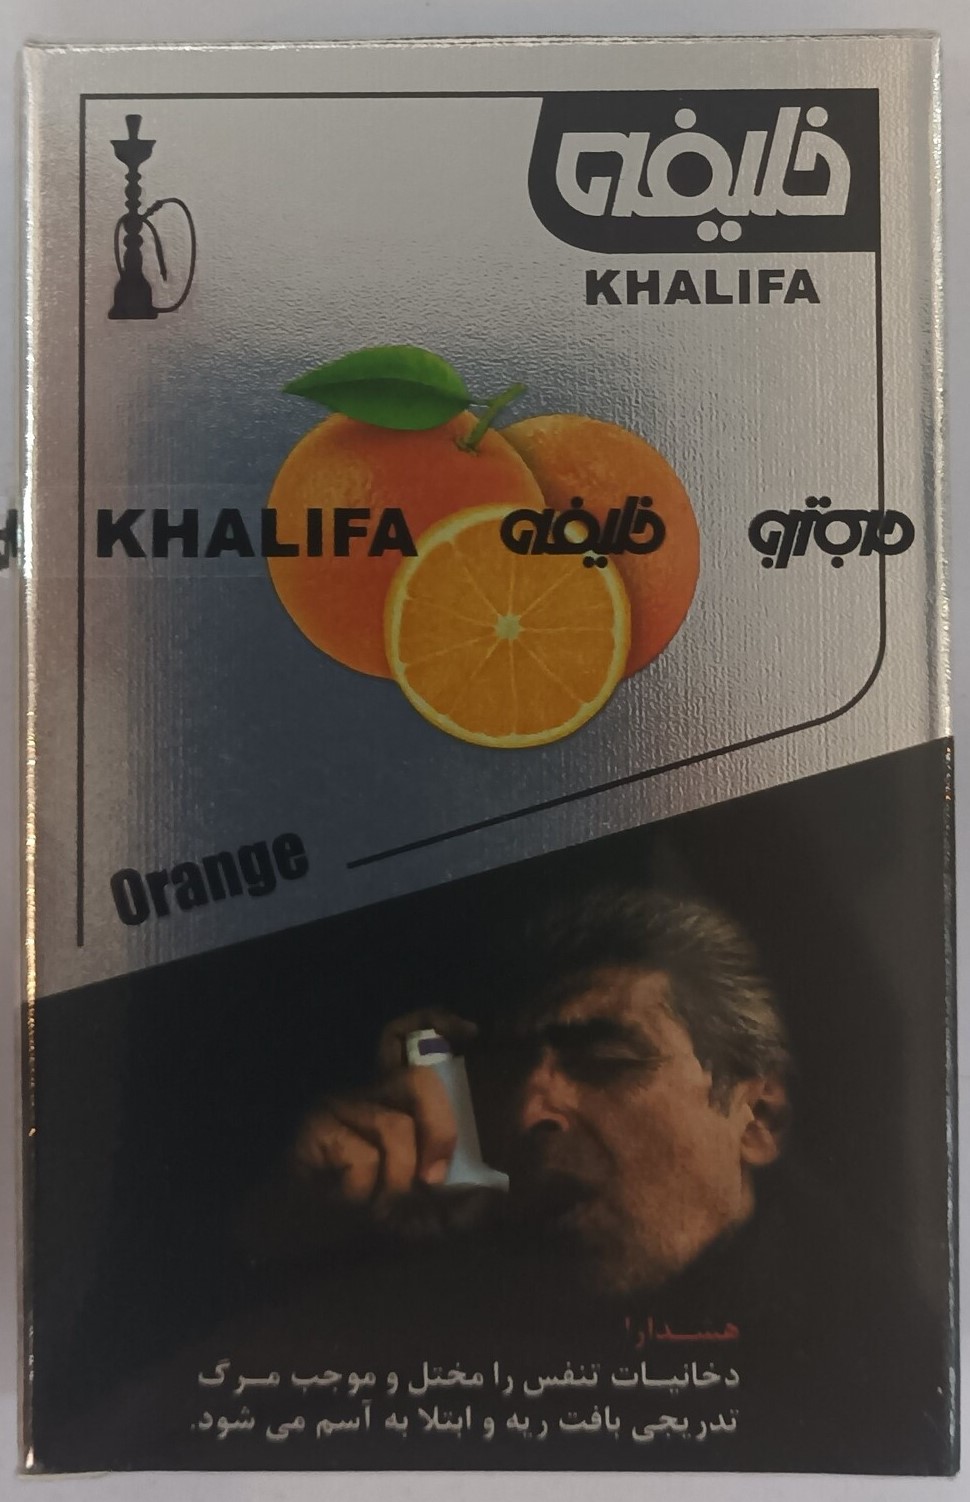 خلیفه
KHALIFA
KHALIFA خلیفه
Orange
هشدار!
دخانیات تنفس را مختل و موجب مرگ
تدریجی بافت ریه و ابتلا به آسم می شود.